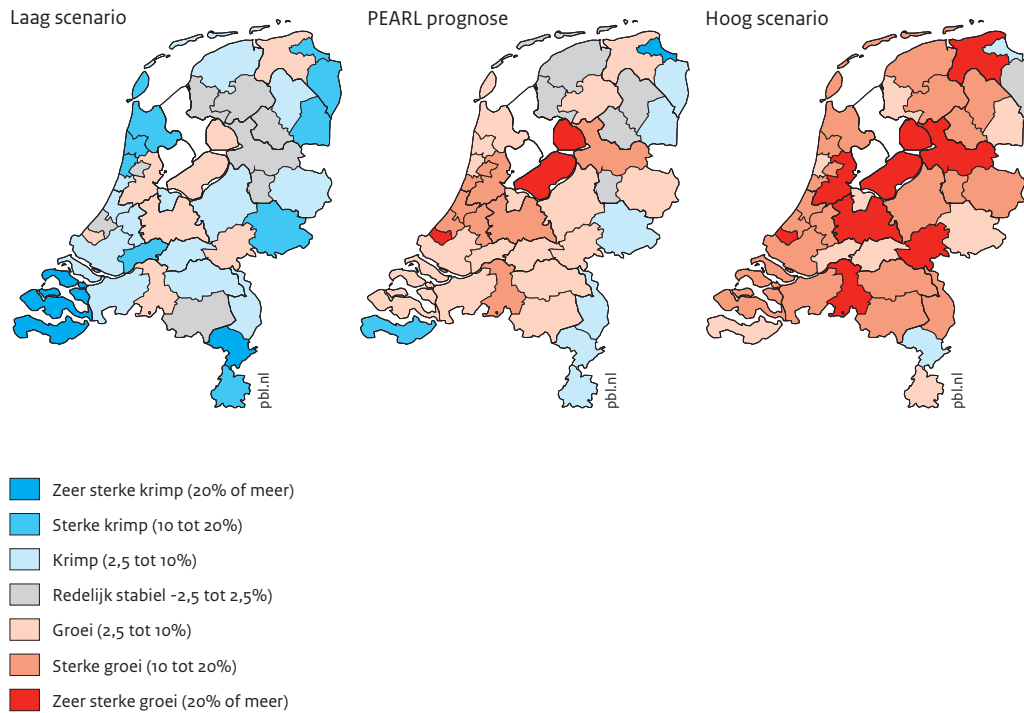 Laag scenario
PEARL prognose
Hoog scenario
pbl.nl
pbl.nl
pbl.nl
Zeer sterke krimp (20% of meer)
Sterke krimp (10 tot 20%)
Krimp (2,5 tot 10%)
Redelijk stabiel -2,5 tot 2,5%)
Groei (2,5 tot 10%)
Sterke groei (10 tot 20%)
Zeer sterke groei (20% of meer)